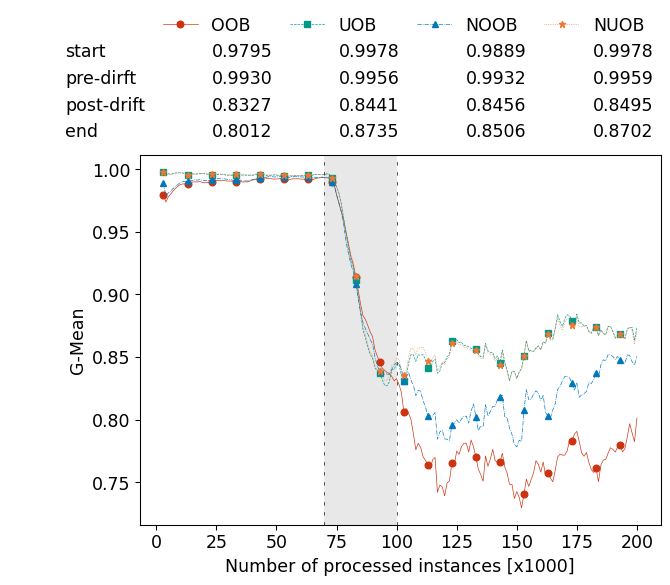 OOB UOB NOOB NUOB
start 0.9795 0.9978 0.9889 0.9978
pre-dirft 0.9930 0.9956 0.9932 0.9959
post-drift 0.8327 0.8441 0.8456 0.8495
end 0.8012 0.8735 0.8506 0.8702
1.00
0.95
0.90
0.85
0.80
0.75
G-Mean
0 25 50 75 100 125 150 175 200
Number of processed instances [x1000]